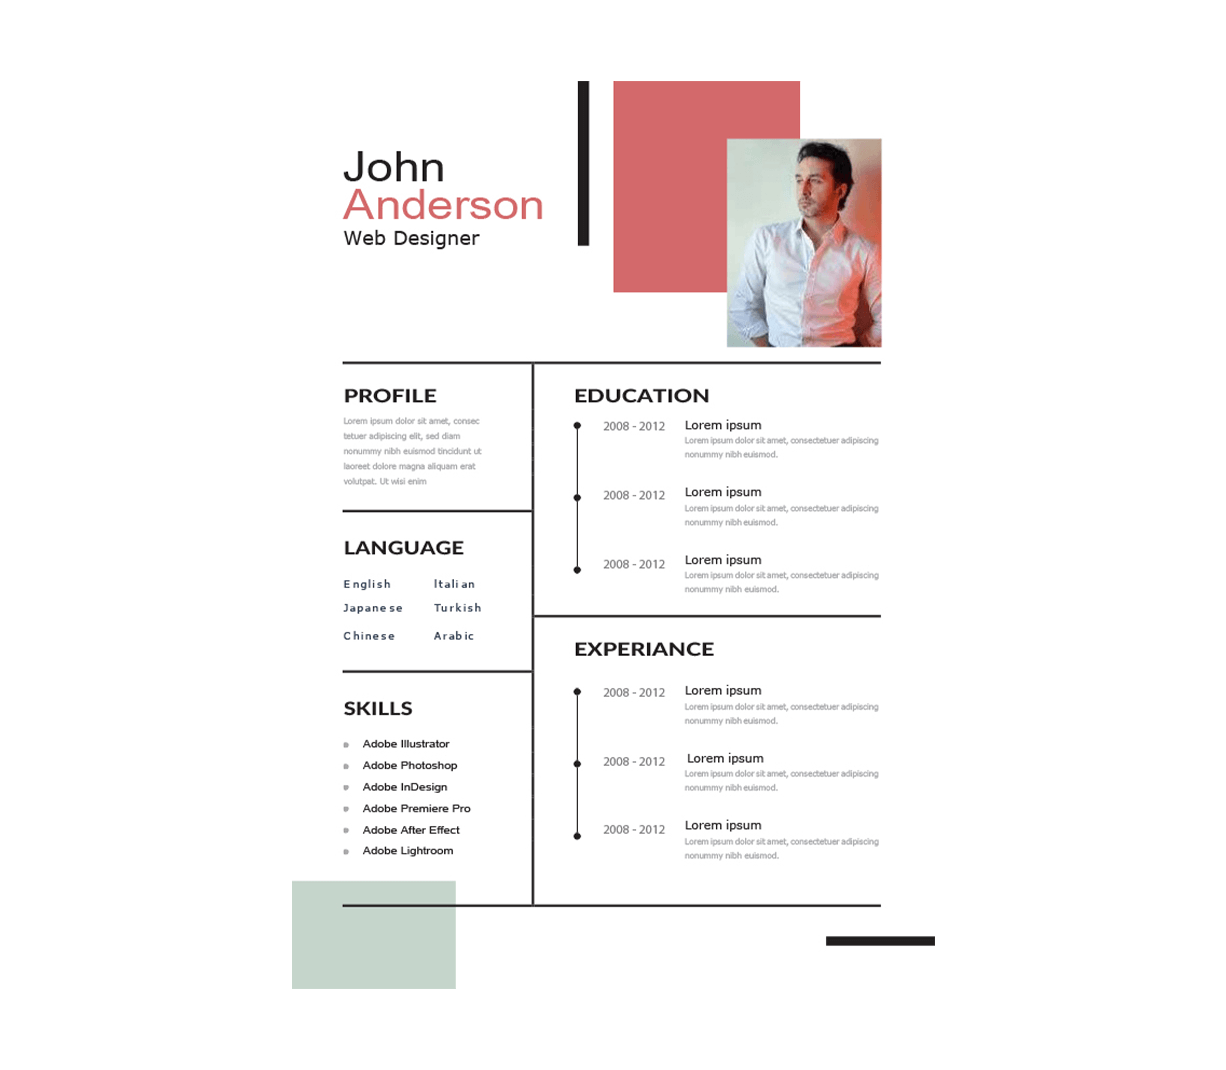 John
Anderson
Web Designer
PROFILE
Lorem ipsum dolor sit amet, consec
tetuer adipiscing elit, sed diam
nonummy nibh euismod tincidunt ut
laoreet dolore magna aliquam erat
volutpat. Ut wisi enim
LANGUAGE
English Italian
Japanese Turkish
Chinese Arabic
SKILLS
Adobe Illustrator
Adobe Photoshop
Adobe InDesign
Adobe Premiere Pro
Adobe After Effect
Adobe Lightroom
EDUCATION
2008 - 2012 Lorem ipsum
Lorem ipsum dolor sit amet, consectetuer adipiscing
nonummy nibh euismod.
2008 - 2012 Lorem ipsum
Lorem ipsum dolor sit amet, consectetuer adipiscing
nonummy nibh euismod.
2008 - 2012 Lorem ipsum
Lorem ipsum dolor sit amet, consectetuer adipiscing
nonummy nibh euismod.
EXPERIANCE
2008 - 2012 Lorem ipsum
Lorem ipsum dolor sit amet, consectetuer adipiscing
nonummy nibh euismod.
2008 - 2012 Lorem ipsum
Lorem ipsum dolor sit amet, consectetuer adipiscing
nonummy nibh euismod.
2008 - 2012 Lorem ipsum
Lorem ipsum dolor sit amet, consectetuer adipiscing
nonummy nibh euismod.